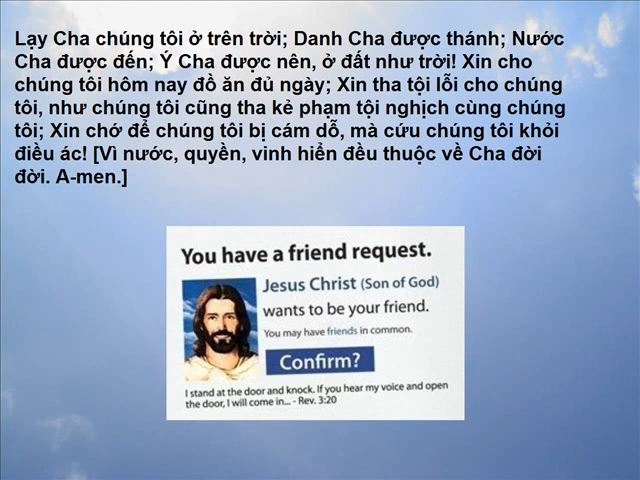 Lạy Cha chúng tôi ở trên trời; Danh Cha được thánh; Nước
Cha được đến; Ý Cha được nên, ở đất như trời! Xin cho
chúng tôi hôm nay đồ ăn đủ ngày; Xin tha tội lỗi cho chúng
tôi, như chúng tôi cũng tha kẻ phạm tội nghịch cùng chúng
tôi; Xin chớ để chúng tôi bị cám dỗ, mà cứu chúng tôi khỏi
điều ác! [Vì nước, quyền, vinh hiển đều thuộc về Cha đời
đời. A-men.]
You have a friend request.
Jesus Christ (Son of God)
wants to be your friend.
You may have friends in common.
Confirm?
I stand at the door and knock. If you hear my voice and open
the door, I will come in... - Rev. 3:20